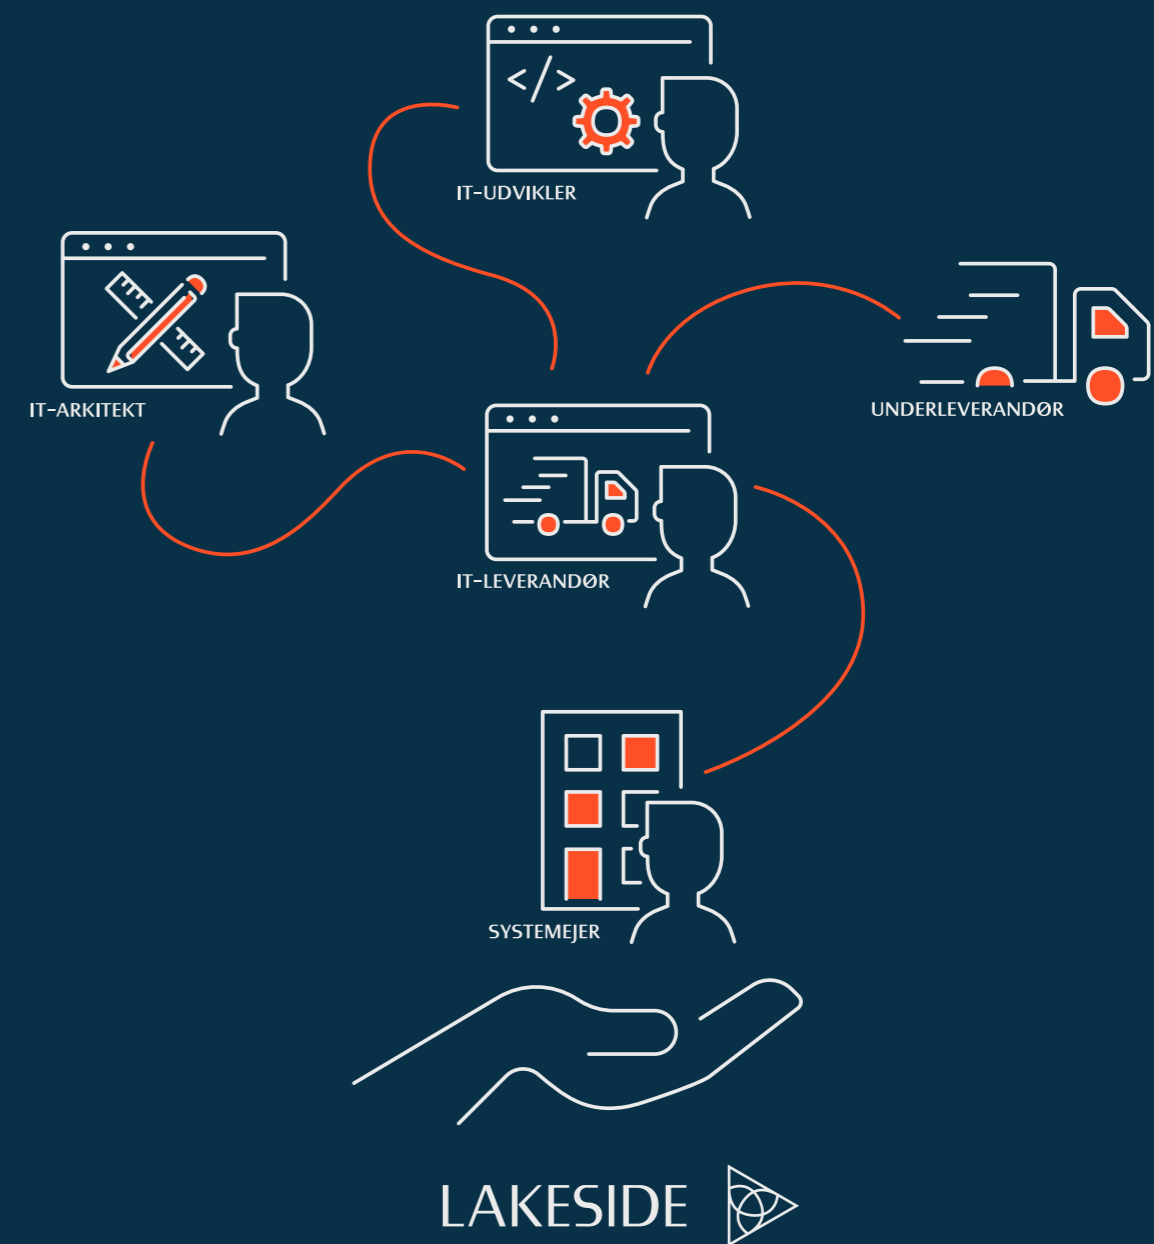 IT-UDVIKLER
IT-ARKITEKT
UNDERLEVERANDØR
IT-LEVERANDØR
SYSTEMEJER
LAKESIDE